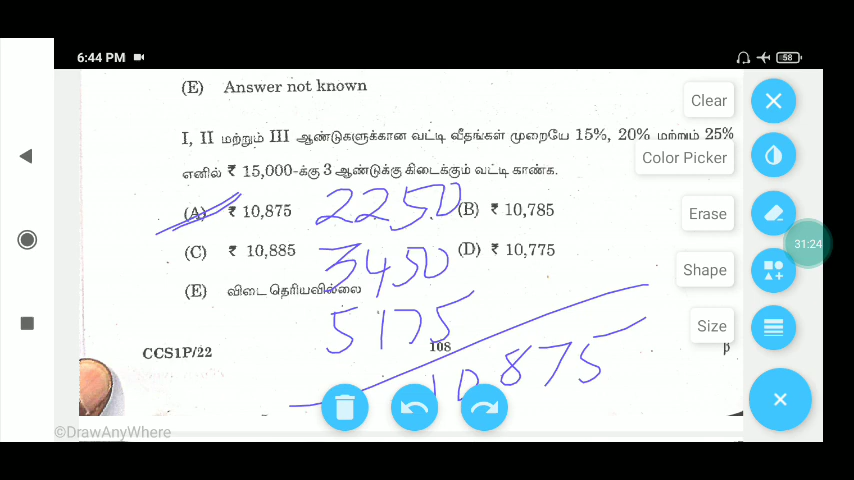 6:44 PM
58
(E) Answer not known
I, II மற்றும் III ஆண்டுகளுக்கான வட்டி வீதங்கள் முறையே 15%, 20% மற்றும் 25%
எனில் ₹ 15,000-க்கு 3 ஆண்டுக்கு கிடைக்கும் வட்டி காண்க.
(A) ₹ 10,875
2250
(B) ₹ 10,785
(C) ₹ 10,885
3450
(D) ₹ 10,775
(E) விடை தெரியவில்லை
5175
CCS1P/22
108
β
10875
Clear
Color Picker
Erase
31:24
Shape
Size
©DrawAnyWhere